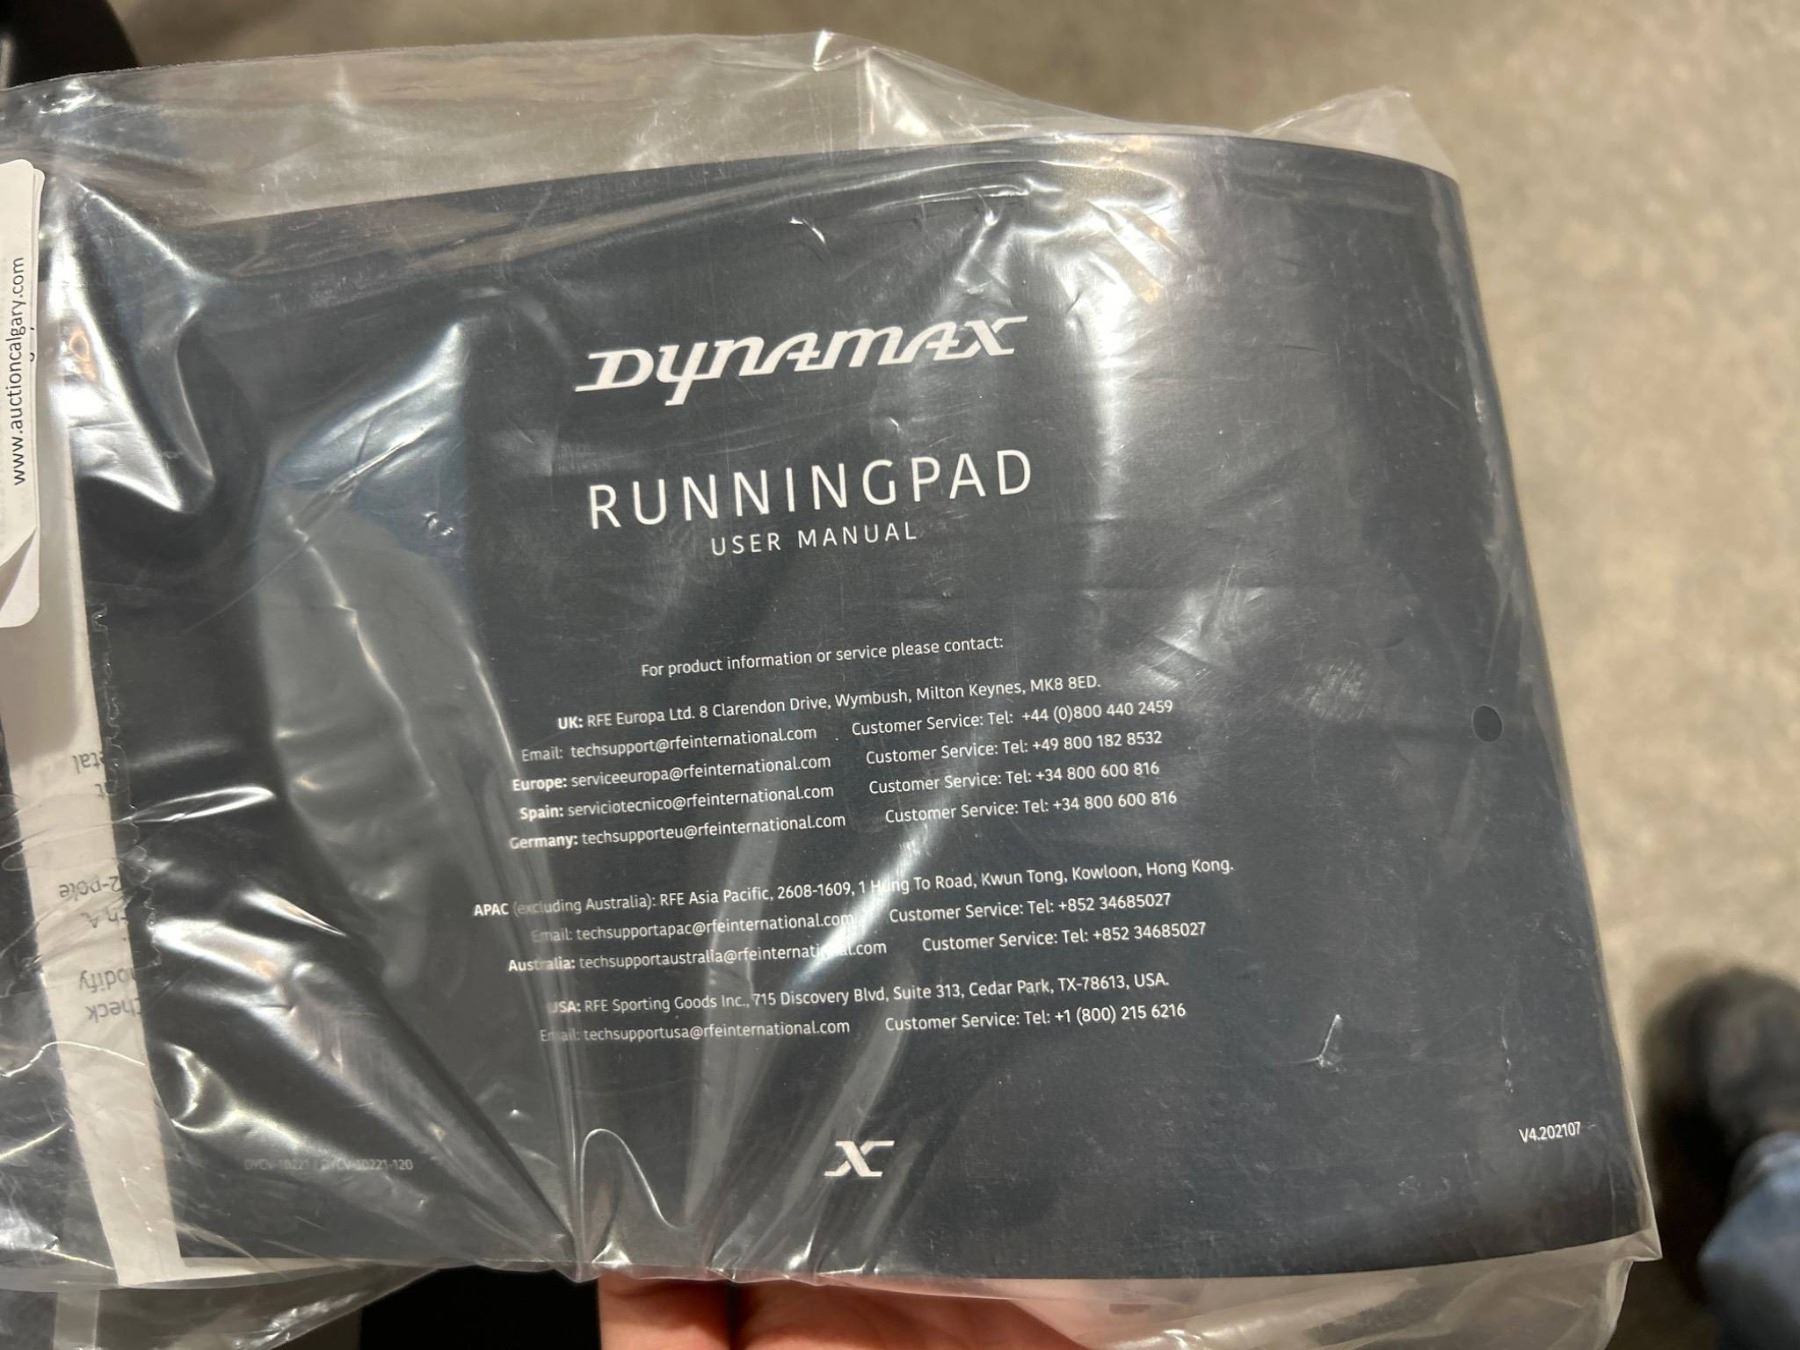 www.auctioncalgary.com
DYNAMAX
RUNNINGPAD
USER MANUAL
For product information or service please contact:
UK: RFE Europa Ltd. 8 Clarendon Drive, Wymbush, Milton Keynes, MK8 8ED.
Email: techsupport@rfeinternational.com Customer Service: Tel: +44 (0)800 440 2459
Europe: serviceeuropa@rfeinternational.com Customer Service: Tel: +49 800 182 8532
Spain: serviciotecnico@rfeinternational.com Customer Service: Tel: +34 800 600 816
Germany: techsupporteu@rfeinternational.com Customer Service: Tel: +34 800 600 816
APAC (excluding Australia): RFE Asia Pacific, 2608-1609, 1 Hung To Road, Kwun Tong, Kowloon, Hong Kong.
Email: techsupportapac@rfeinternational.com Customer Service: Tel: +852 34685027
Australia: techsupportaustralia@rfeinternational.com Customer Service: Tel: +852 34685027
USA: RFE Sporting Goods Inc., 715 Discovery Blvd, Suite 313, Cedar Park, TX-78613, USA.
Email: techsupportusa@rfeinternational.com Customer Service: Tel: +1 (800) 215 6216
X
V4.202107
2-pole